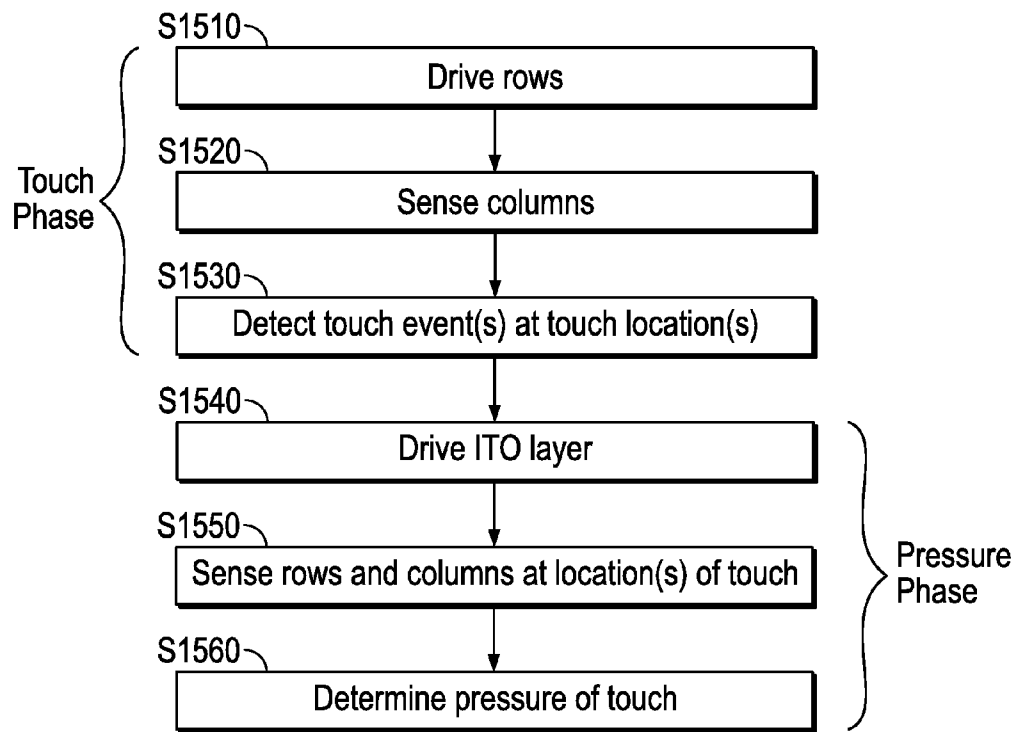 S1510
Drive rows
S1520
Sense columns
Touch
Phase
S1530
Detect touch event(s) at touch location(s)
S1540
Drive ITO layer
S1550
Sense rows and columns at location(s) of touch
Pressure
Phase
S1560
Determine pressure of touch